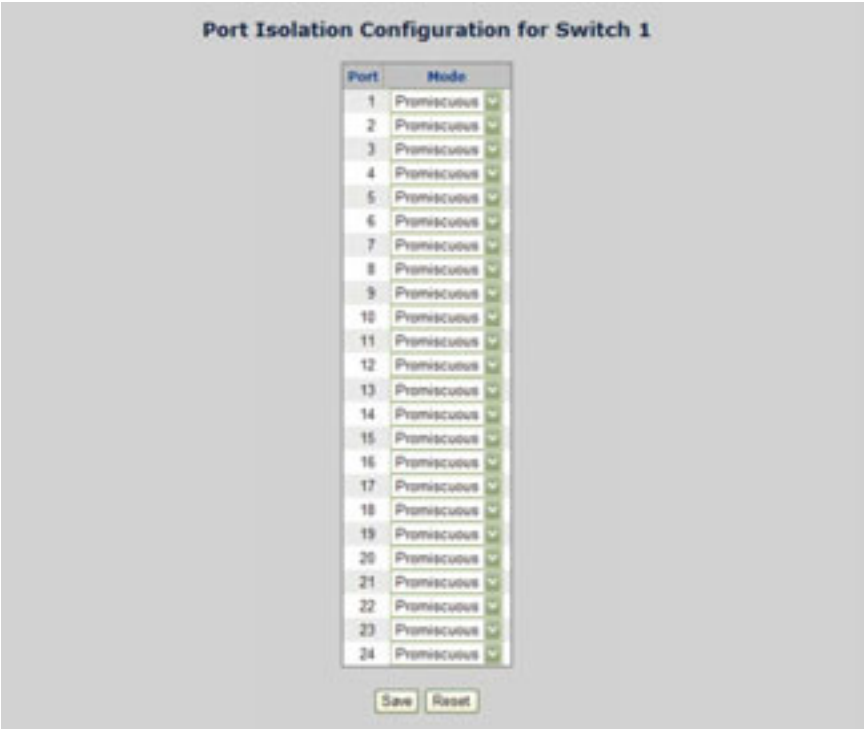 Port Isolation Configuration for Switch 1
Port Mode
1 Promiscuous
2 Promiscuous
3 Promiscuous
4 Promiscuous
5 Promiscuous
6 Promiscuous
7 Promiscuous
8 Promiscuous
9 Promiscuous
10 Promiscuous
11 Promiscuous
12 Promiscuous
13 Promiscuous
14 Promiscuous
15 Promiscuous
16 Promiscuous
17 Promiscuous
18 Promiscuous
19 Promiscuous
20 Promiscuous
21 Promiscuous
22 Promiscuous
23 Promiscuous
24 Promiscuous
Save Reset